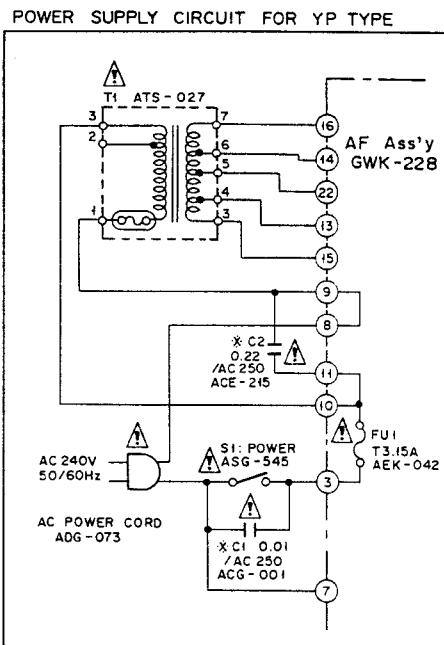 POWER SUPPLY CIRCUIT FOR YP TYPE
T1 ATS-027
3
2
1
7
6
5
4
3
16
14
22
13
15
9
8
11
10
3
7
AF Ass'y
GWK-228
※ C2
0.22
/AC 250
ACE-215
S1: POWER
ASG-545
FU1
T3.15A
AEK-042
AC 240V
50/60Hz
AC POWER CORD
ADG-073
※ C1 0.01
/AC 250
ACG-001